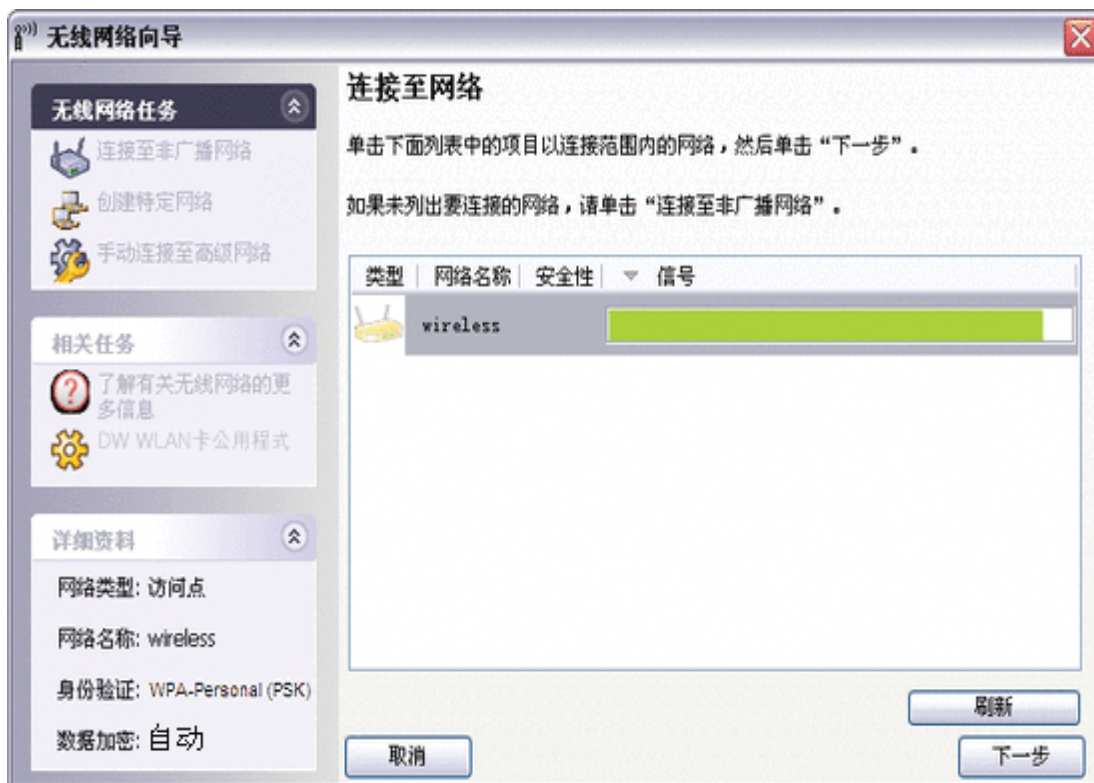 无线网络向导
无线网络任务
连接至非广播网络
创建特定网络
手动连接至高级网络
相关任务
了解有关无线网络的更
多信息
DW WLAN卡公用程式
详细资料
网络类型: 访问点
网络名称: wireless
身份验证: WPA-Personal (PSK)
数据加密: 自动
连接至网络
单击下面列表中的项目以连接范围内的网络，然后单击“下一步”。
如果未列出要连接的网络，请单击“连接至非广播网络”。
类型 网络名称 安全性 信号
wireless
刷新
取消 下一步